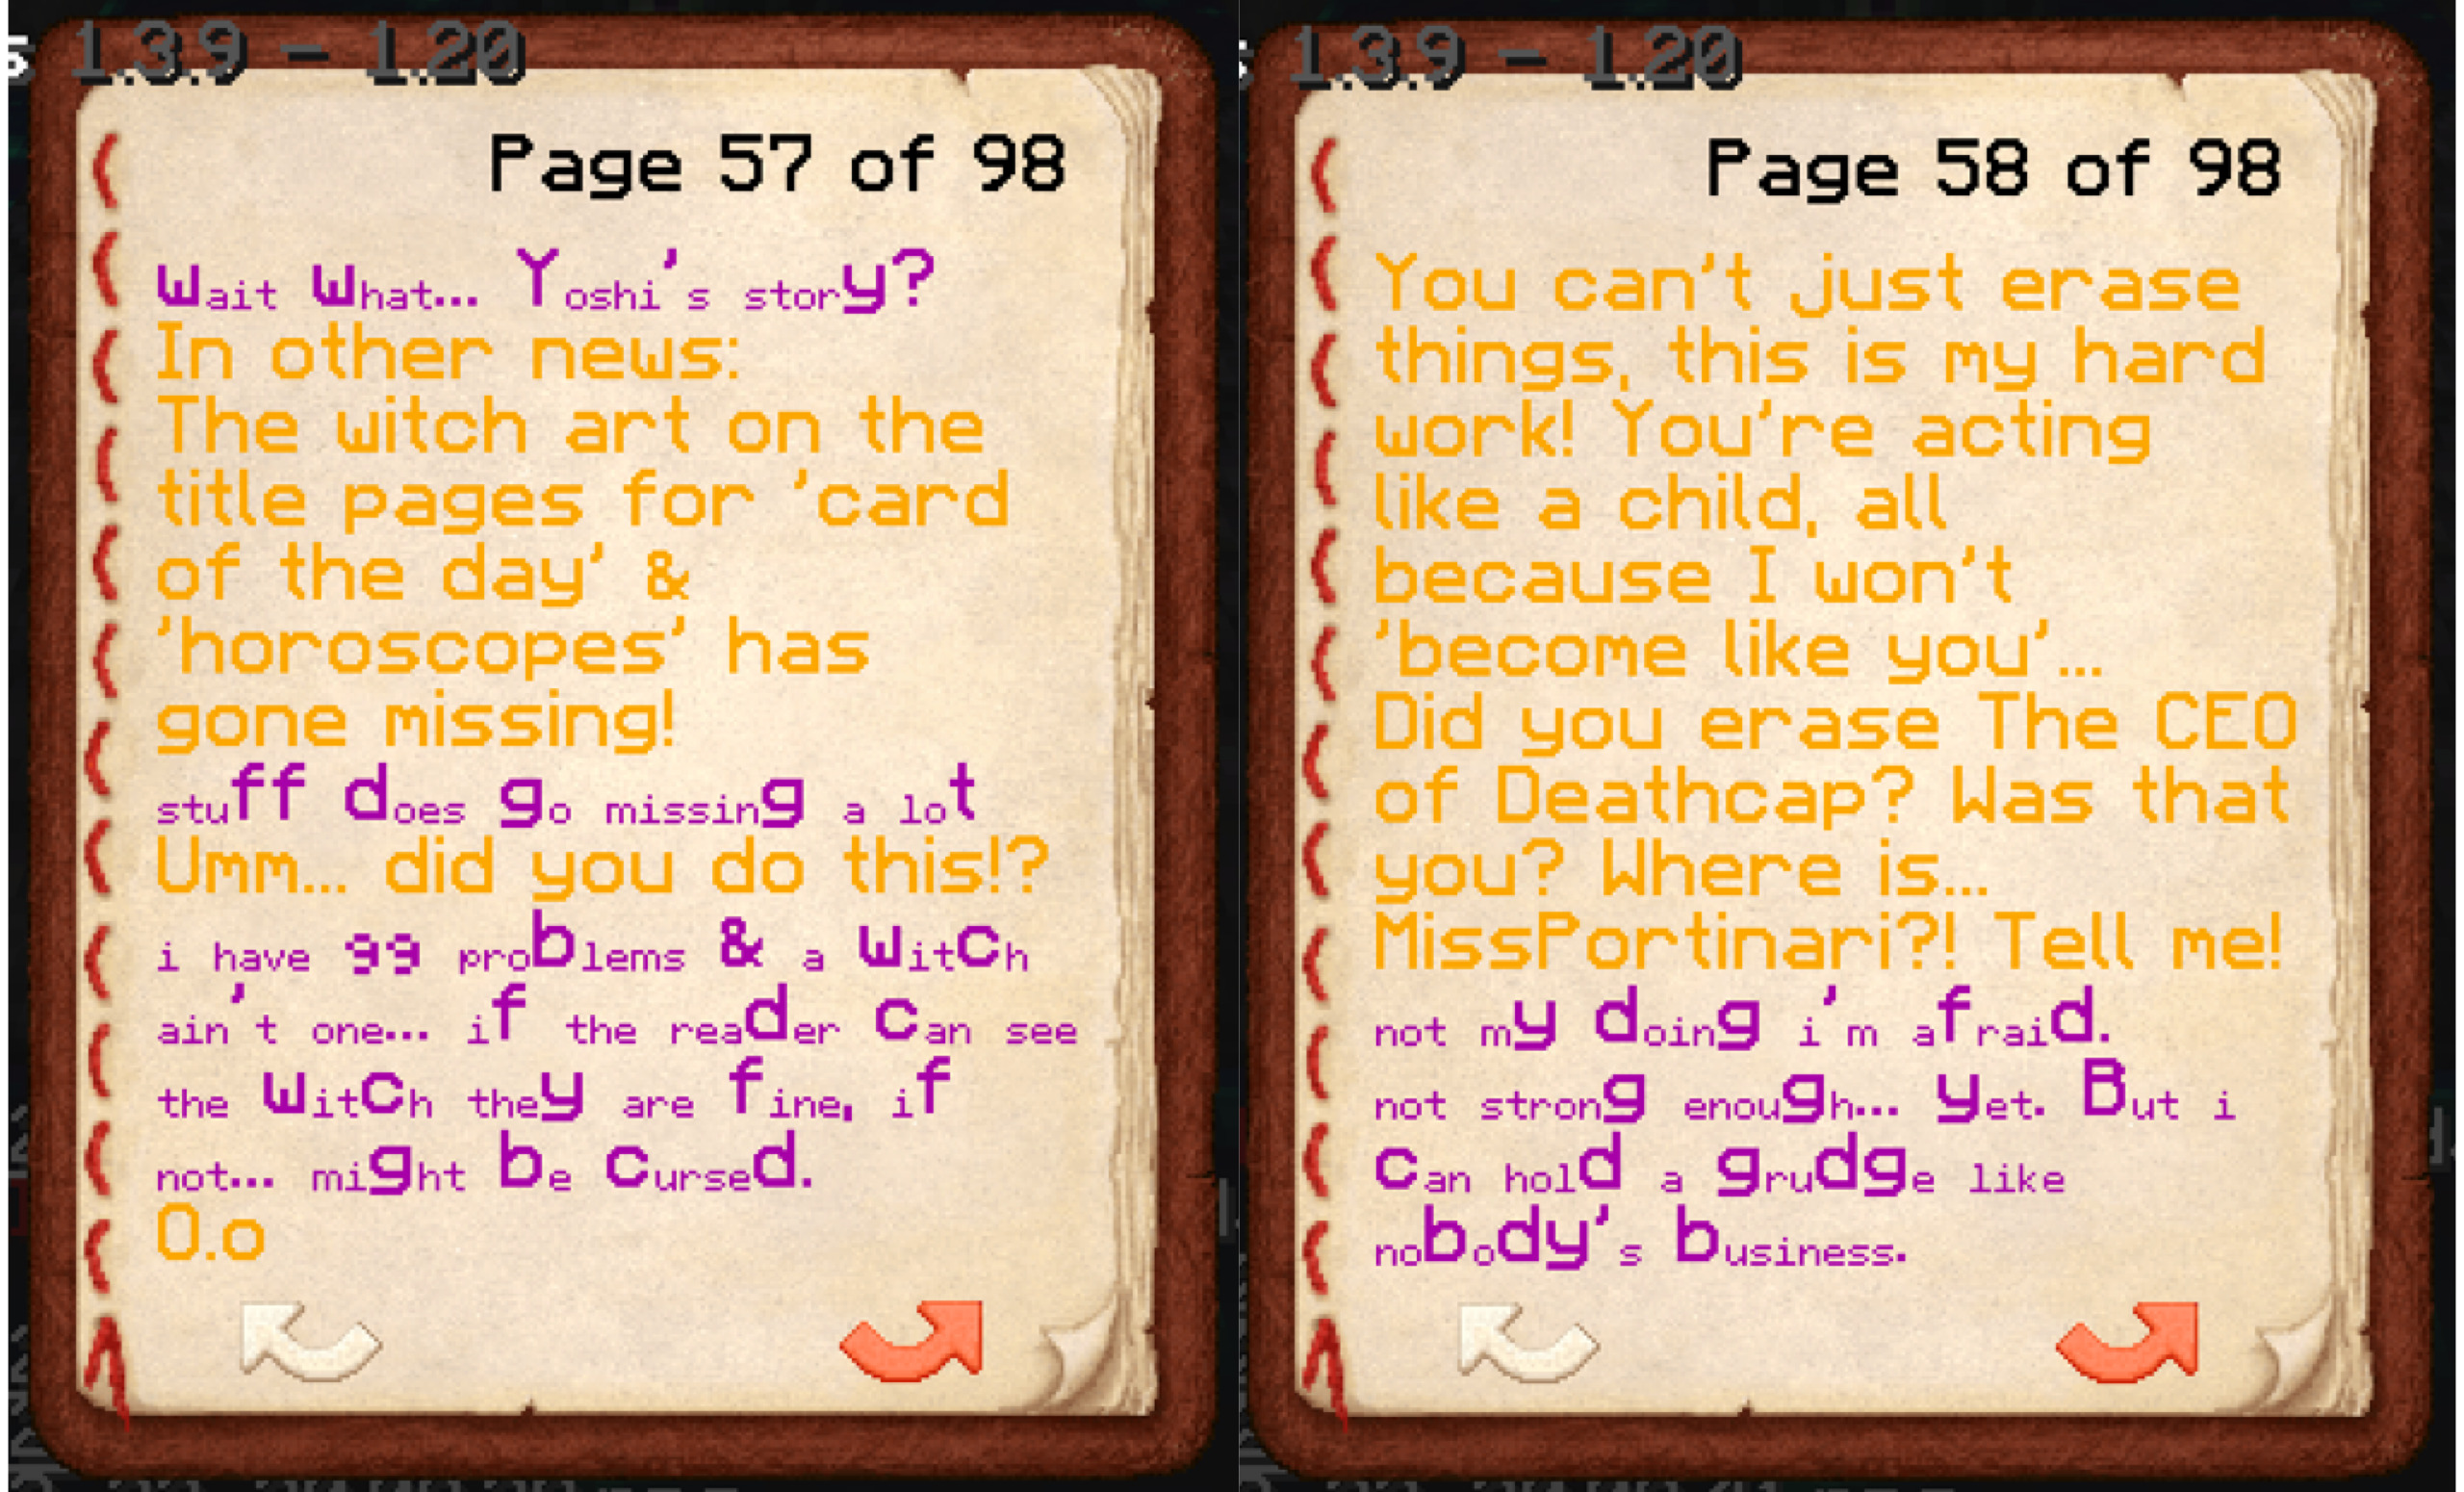 1.3.9 - 1.20
Page 57 of 98
Wait What... Yoshi's story?
In other news:
The witch art on the
title pages for 'card
of the day' &
'horoscopes' has
gone missing!
stuff does go missing a lot
Umm... did you do this!?
i have 99 problems & a witch
ain't one... if the reader can see
the witch they are fine, if
not... might be cursed.
O.o
1.3.9 - 1.20
Page 58 of 98
You can't just erase
things, this is my hard
work! You're acting
like a child, all
because I won't
'become like you'...
Did you erase The CEO
of Deathcap? Was that
you? Where is...
MissPortinari?! Tell me!
not my doing i'm afraid.
not strong enough... yet. But i
can hold a grudge like
nobody's business.